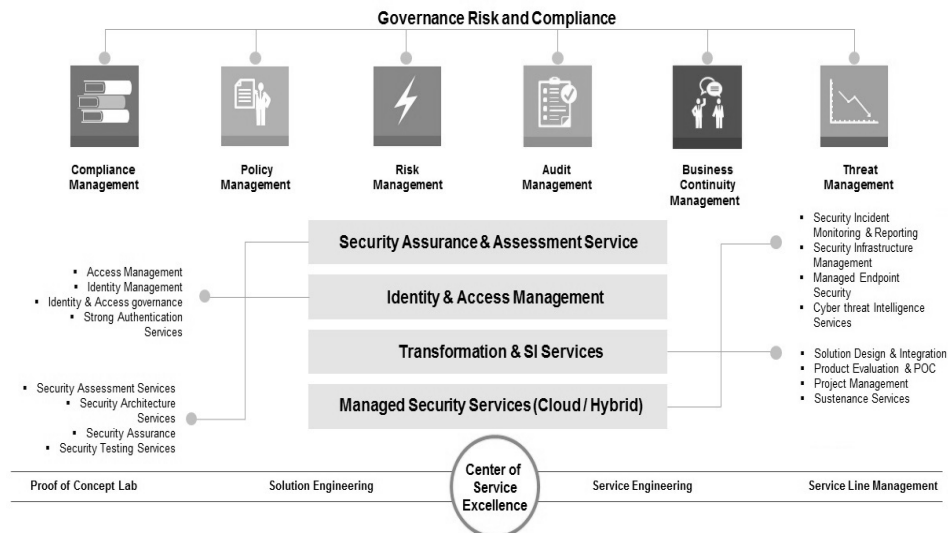 Governance Risk and Compliance
Compliance
Management
Policy
Management
Risk
Management
Audit
Management
Business
Continuity
Management
Threat
Management
Security Assurance & Assessment Service
Identity & Access Management
Transformation & SI Services
Managed Security Services (Cloud / Hybrid)
▪ Access Management
▪ Identity Management
▪ Identity & Access governance
▪ Strong Authentication
Services
▪ Security Assessment Services
▪ Security Architecture
Services
▪ Security Assurance
▪ Security Testing Services
▪ Security Incident
Monitoring & Reporting
▪ Security Infrastructure
Management
▪ Managed Endpoint
Security
▪ Cyber threat Intelligence
Services
▪ Solution Design & Integration
▪ Product Evaluation & POC
▪ Project Management
▪ Sustenance Services
Proof of Concept Lab
Solution Engineering
Center of
Service
Excellence
Service Engineering
Service Line Management